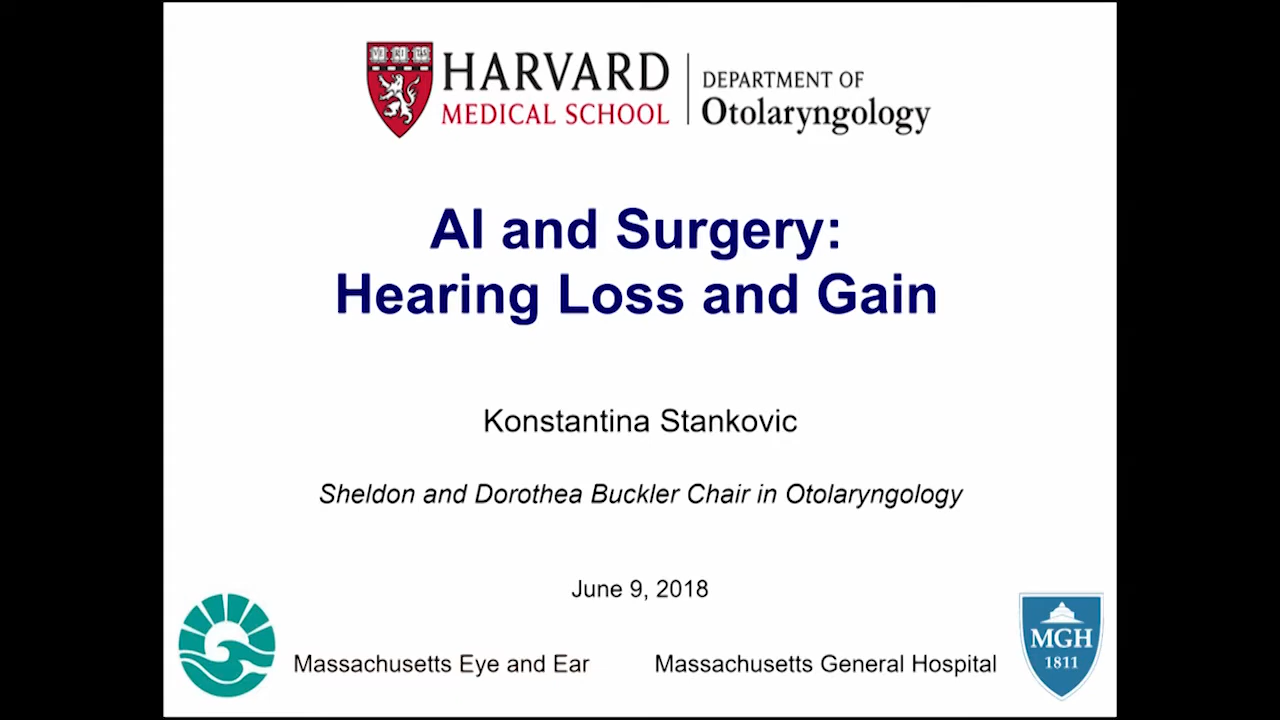 HARVARD
MEDICAL SCHOOL
DEPARTMENT OF
Otolaryngology
AI and Surgery:
Hearing Loss and Gain
Konstantina Stankovic
Sheldon and Dorothea Buckler Chair in Otolaryngology
June 9, 2018
Massachusetts Eye and Ear
Massachusetts General Hospital
MGH
1811